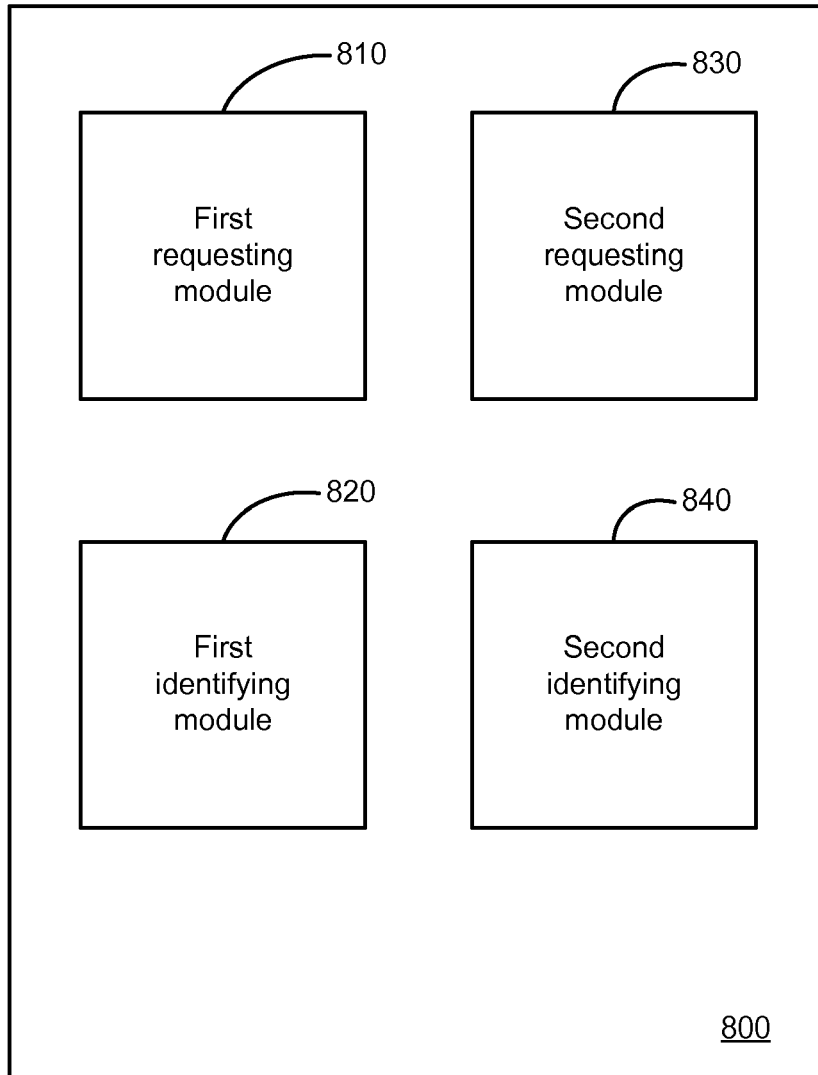 810
830
First
requesting
module
Second
requesting
module
820
840
First
identifying
module
Second
identifying
module
800